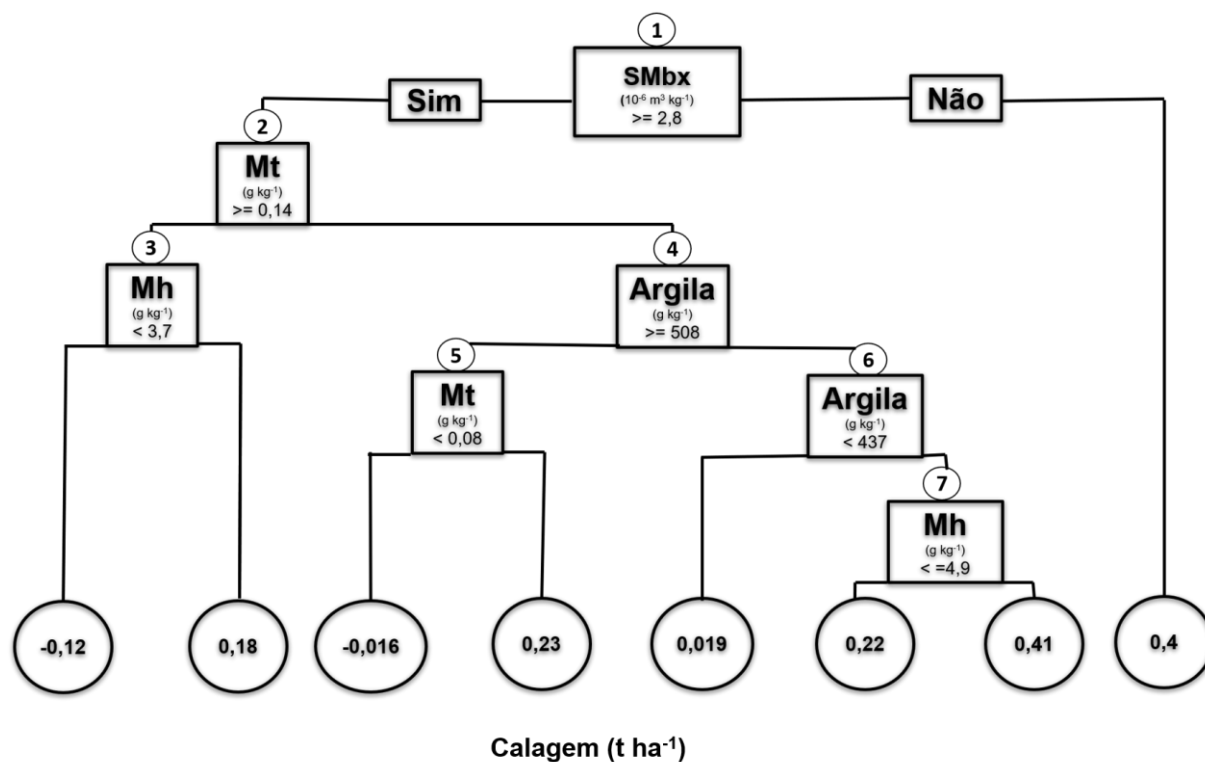 1
SMbx
(10⁻⁶ m³ kg⁻¹)
>= 2,8
Sim
Não
2
Mt
(g kg⁻¹)
>= 0,14
3
Mh
(g kg⁻¹)
< 3,7
4
Argila
(g kg⁻¹)
>= 508
5
Mt
(g kg⁻¹)
< 0,08
6
Argila
(g kg⁻¹)
< 437
7
Mh
(g kg⁻¹)
< =4,9
-0,12
0,18
-0,016
0,23
0,019
0,22
0,41
0,4
Calagem (t ha⁻¹)